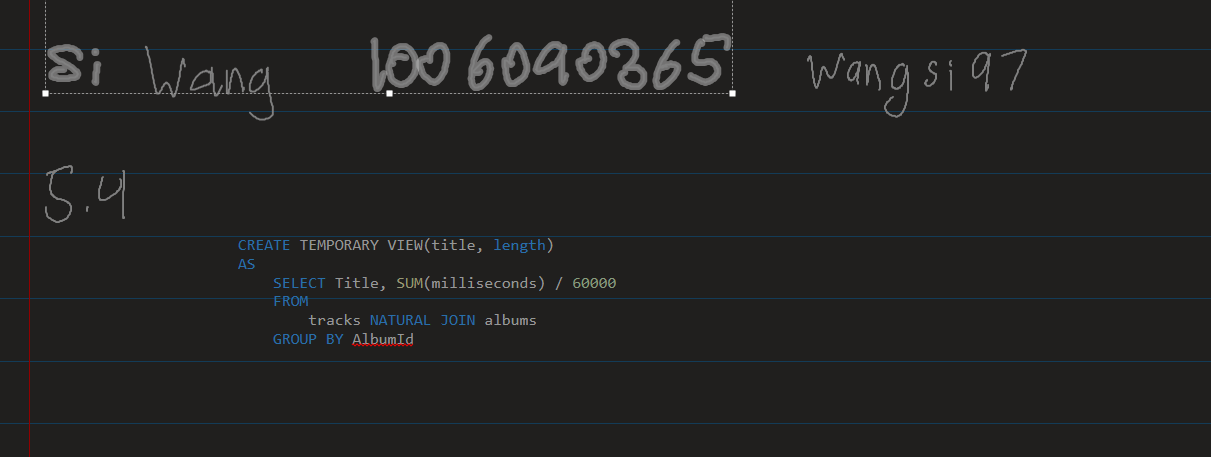 Si Wang 1006090365 wangsi97
5.4
CREATE TEMPORARY VIEW(title, length)
AS
SELECT Title, SUM(milliseconds) / 60000
FROM
tracks NATURAL JOIN albums
GROUP BY AlbumId